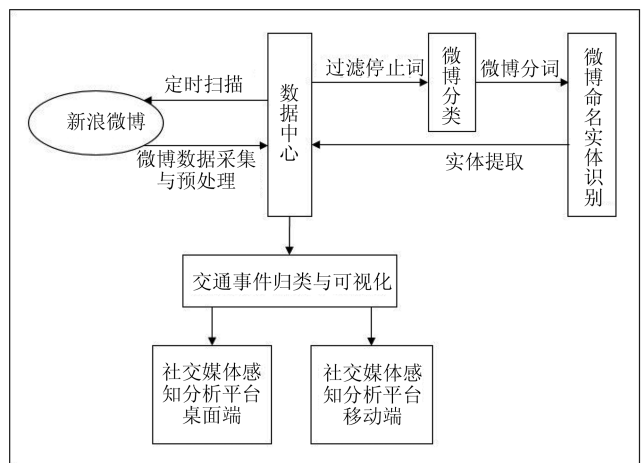 定时扫描
新浪微博
微博数据采集
与预处理
数据中心
过滤停止词
微博分类
微博分词
微博命名实体识别
实体提取
交通事件归类与可视化
社交媒体感
知分析平台
桌面端
社交媒体感
知分析平台
移动端